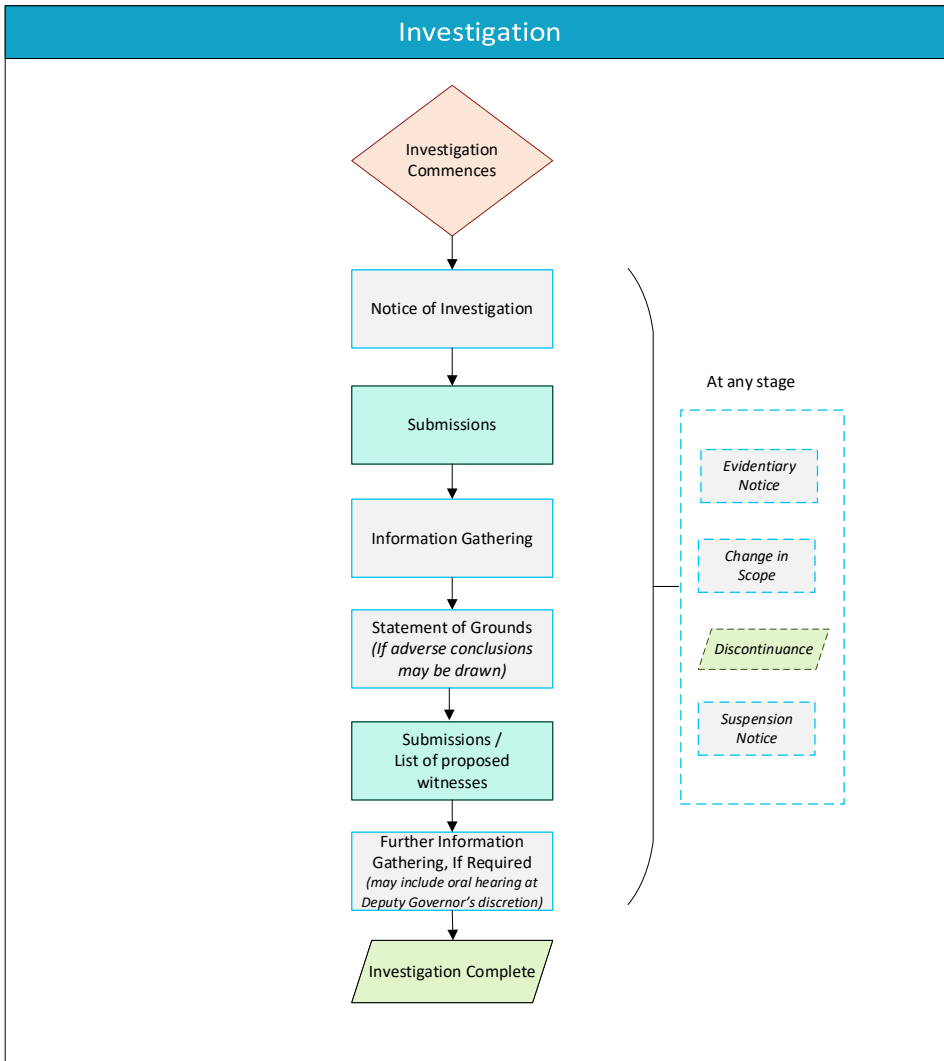 Investigation
Investigation
Commences
Notice of Investigation
Submissions
Information Gathering
Statement of Grounds
(If adverse conclusions
may be drawn)
Submissions /
List of proposed
witnesses
Further Information
Gathering, If Required
(may include oral hearing at
Deputy Governor’s discretion)
Investigation Complete
At any stage
Evidentiary
Notice
Change in
Scope
Discontinuance
Suspension
Notice